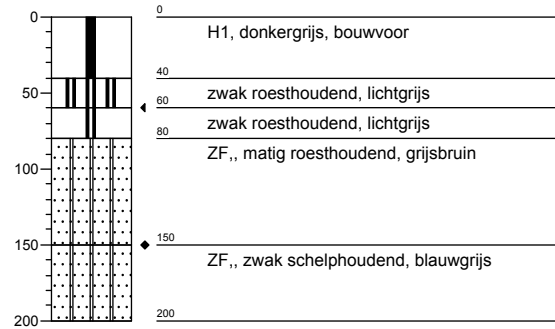 0
0
H1, donkergrijs, bouwvoor
40
50
zwak roesthoudend, lichtgrijs
60
zwak roesthoudend, lichtgrijs
80
ZF,, matig roesthoudend, grijsbruin
100
150
150
ZF,, zwak schelphoudend, blauwgrijs
200
200